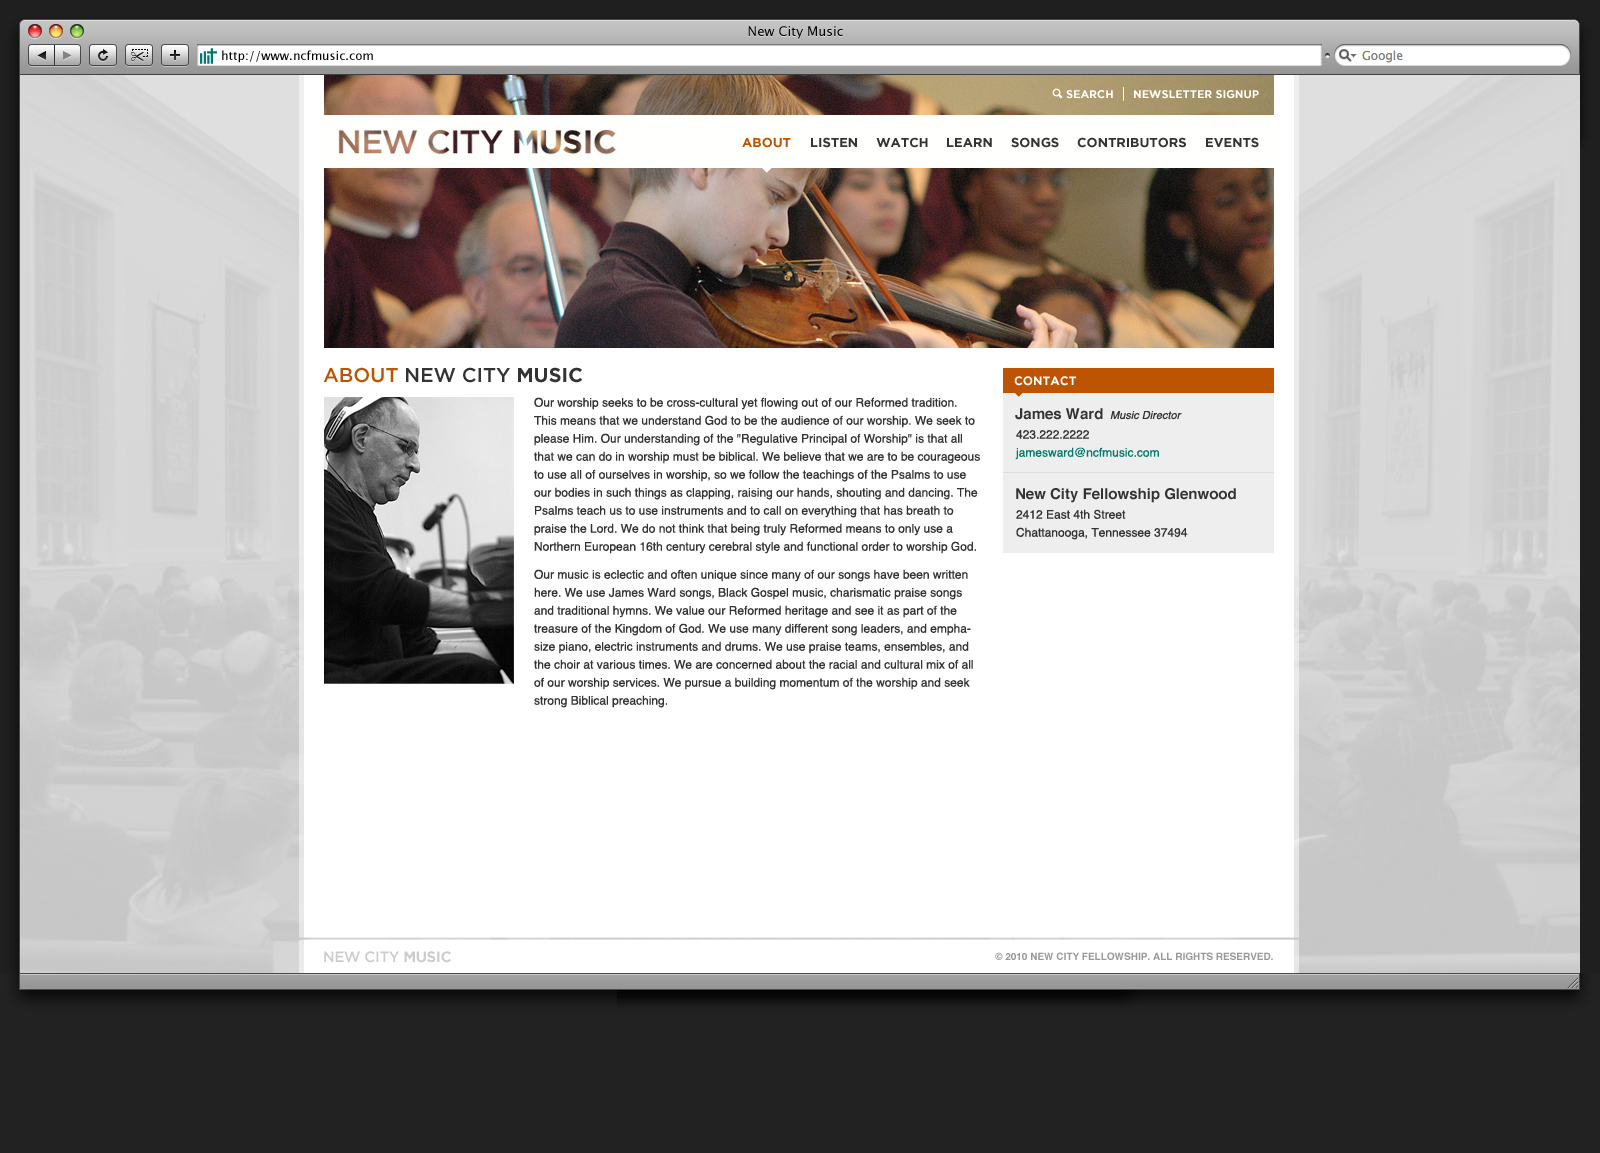 New City Music
http://www.ncfmusic.com
Google
SEARCH
NEWSLETTER SIGNUP
NEW CITY MUSIC
ABOUT LISTEN WATCH LEARN SONGS CONTRIBUTORS EVENTS
ABOUT NEW CITY MUSIC
Our worship seeks to be cross-cultural yet flowing out of our Reformed tradition.
This means that we understand God to be the audience of our worship. We seek to
please Him. Our understanding of the "Regulative Principal of Worship" is that all
that we can do in worship must be biblical. We believe that we are to be courageous
to use all of ourselves in worship, so we follow the teachings of the Psalms to use
our bodies in such things as clapping, raising our hands, shouting and dancing. The
Psalms teach us to use instruments and to call on everything that has breath to
praise the Lord. We do not think that being truly Reformed means to only use a
Northern European 16th century cerebral style and functional order to worship God.
Our music is eclectic and often unique since many of our songs have been written
here. We use James Ward songs, Black Gospel music, charismatic praise songs
and traditional hymns. We value our Reformed heritage and see it as part of the
treasure of the Kingdom of God. We use many different song leaders, and empha-
size piano, electric instruments and drums. We use praise teams, ensembles, and
the choir at various times. We are concerned about the racial and cultural mix of all
of our worship services. We pursue a building momentum of the worship and seek
strong Biblical preaching.
CONTACT
James Ward Music Director
423.222.2222
jamesward@ncfmusic.com
New City Fellowship Glenwood
2412 East 4th Street
Chattanooga, Tennessee 37494
NEW CITY MUSIC
© 2010 NEW CITY FELLOWSHIP. ALL RIGHTS RESERVED.